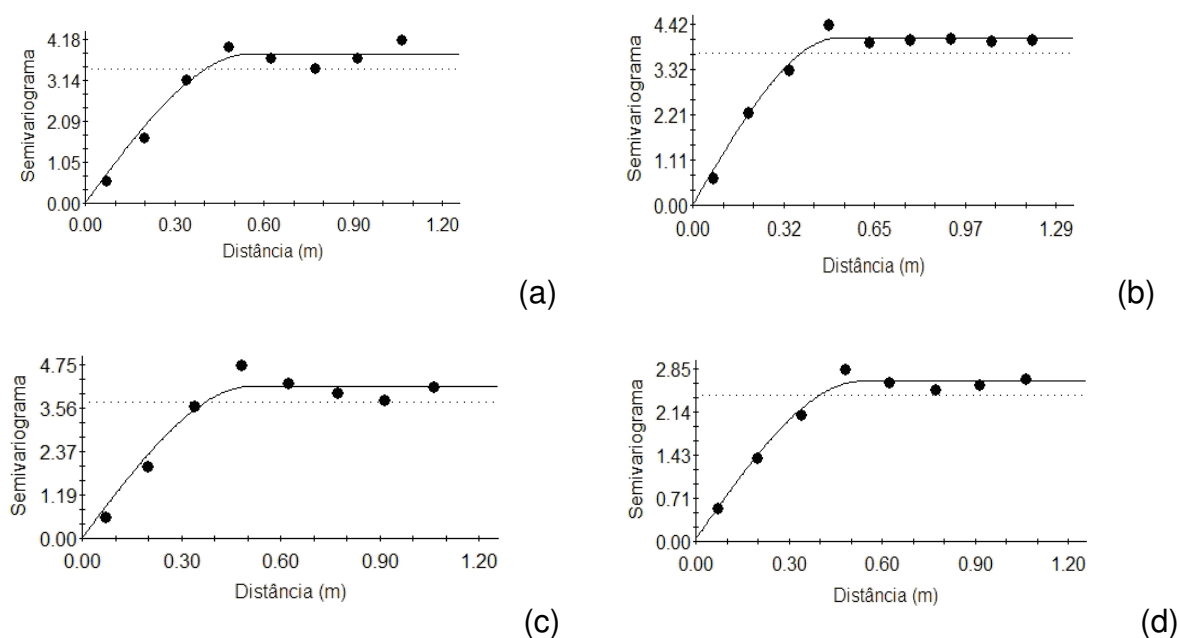 4.18
3.14
2.09
1.05
0.00
Semivariograma
0.00 0.30 0.60 0.90 1.20
Distância (m)
(a)
4.42
3.32
2.21
1.11
0.00
Semivariograma
0.00 0.32 0.65 0.97 1.29
Distância (m)
(b)
4.75
3.56
2.37
1.19
0.00
Semivariograma
0.00 0.30 0.60 0.90 1.20
Distância (m)
(c)
2.85
2.14
1.43
0.71
0.00
Semivariograma
0.00 0.30 0.60 0.90 1.20
Distância (m)
(d)